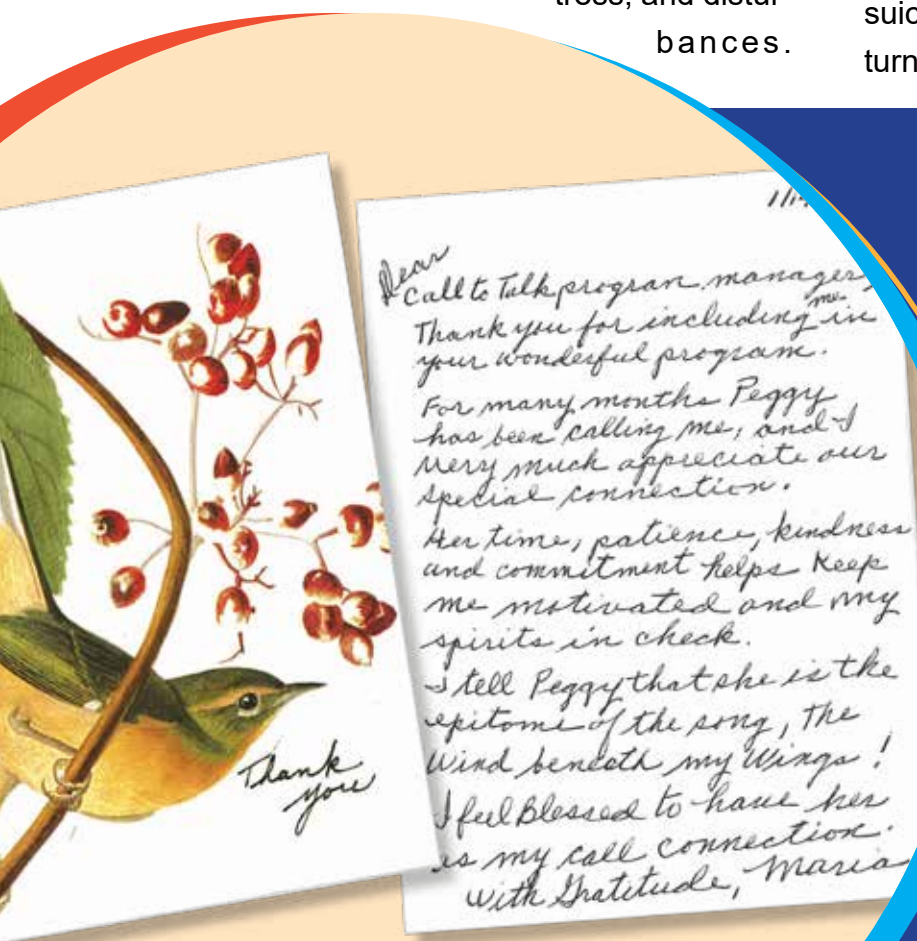 bances.
suic
turn
Thank
you
Dear
Call to Talk program manager,
Thank you for including me in
your wonderful program.
For many months Peggy
has been calling me, and I
very much appreciate our
special connection.
Her time, patience, kindness
and commitment helps keep
me motivated and my
spirits in check.
I tell Peggy that she is the
epitome of the song, The
Wind beneath my Wings!
I feel Blessed to have her
as my call connection.
With Gratitude, Maria